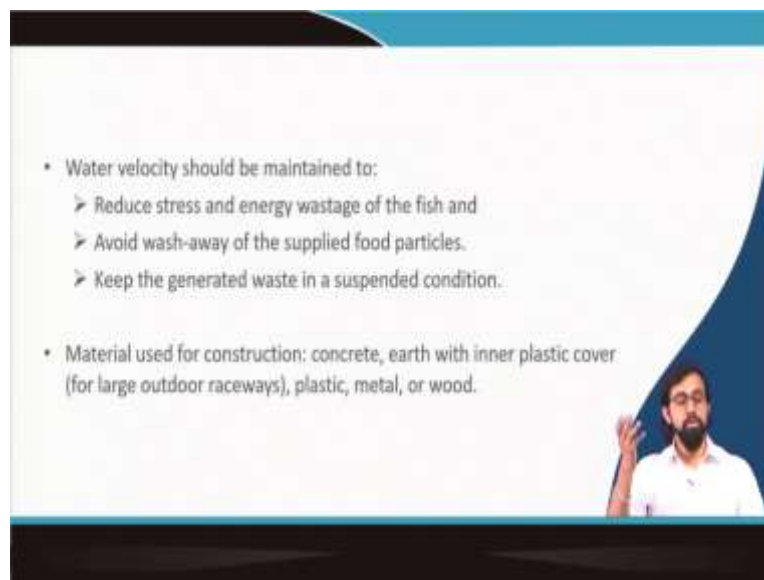 • Water velocity should be maintained to:
➤ Reduce stress and energy wastage of the fish and
➤ Avoid wash-away of the supplied food particles.
➤ Keep the generated waste in a suspended condition.
• Material used for construction: concrete, earth with inner plastic cover
(for large outdoor raceways), plastic, metal, or wood.